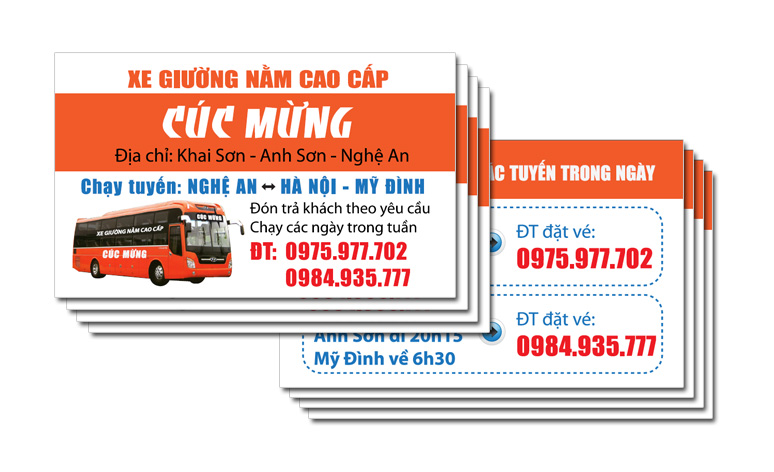 XE GIƯỜNG NẰM CAO CẤP
CÚC MỪNG
Địa chỉ: Khai Sơn - Anh Sơn - Nghệ An
Chạy tuyến: NGHỆ AN ↔ HÀ NỘI - MỸ ĐÌNH
Đón trả khách theo yêu cầu
Chạy các ngày trong tuần
ĐT: 0975.977.702
0984.935.777
CÚC MỪNG
XE GIƯỜNG NẰM CAO CẤP
CÚC MỪNG
TUYẾN TRONG NGÀY
ĐT đặt vé:
0975.977.702
ĐT đặt vé:
0984.935.777
Anh Sơn đi 20h15
Mỹ Đình về 6h30